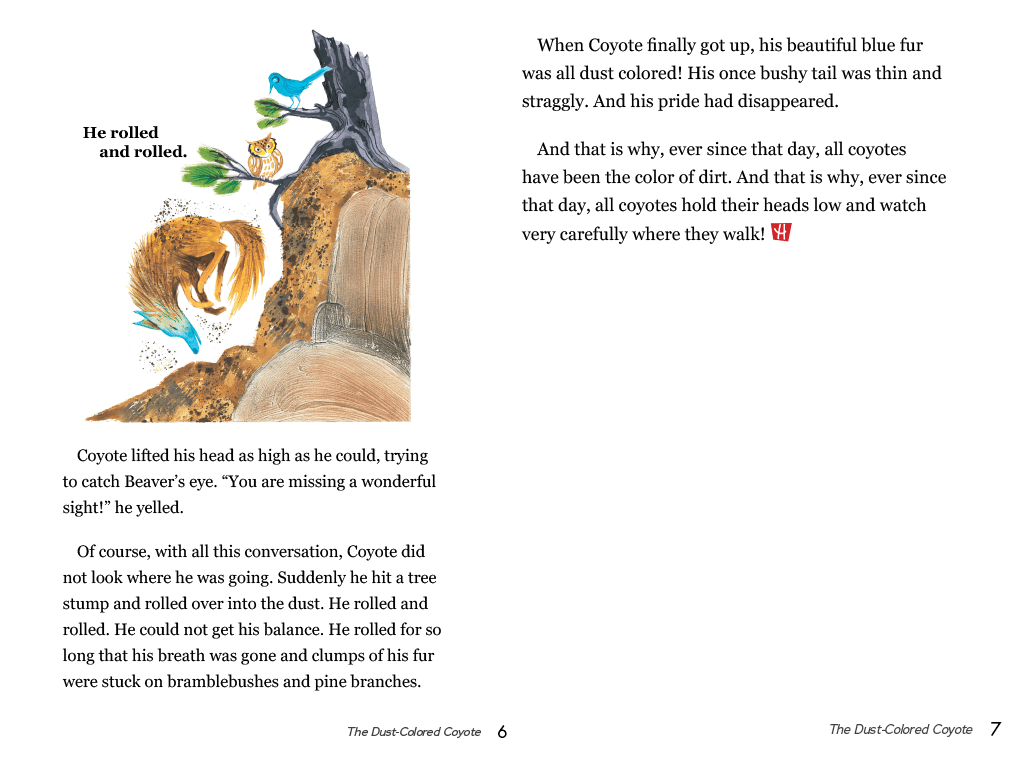 He rolled
and rolled.
Coyote lifted his head as high as he could, trying
to catch Beaver’s eye. “You are missing a wonderful
sight!” he yelled.
Of course, with all this conversation, Coyote did
not look where he was going. Suddenly he hit a tree
stump and rolled over into the dust. He rolled and
rolled. He could not get his balance. He rolled for so
long that his breath was gone and clumps of his fur
were stuck on bramblebushes and pine branches.
The Dust-Colored Coyote 6
When Coyote finally got up, his beautiful blue fur
was all dust colored! His once bushy tail was thin and
straggly. And his pride had disappeared.
And that is why, ever since that day, all coyotes
have been the color of dirt. And that is why, ever since
that day, all coyotes hold their heads low and watch
very carefully where they walk! H
The Dust-Colored Coyote 7